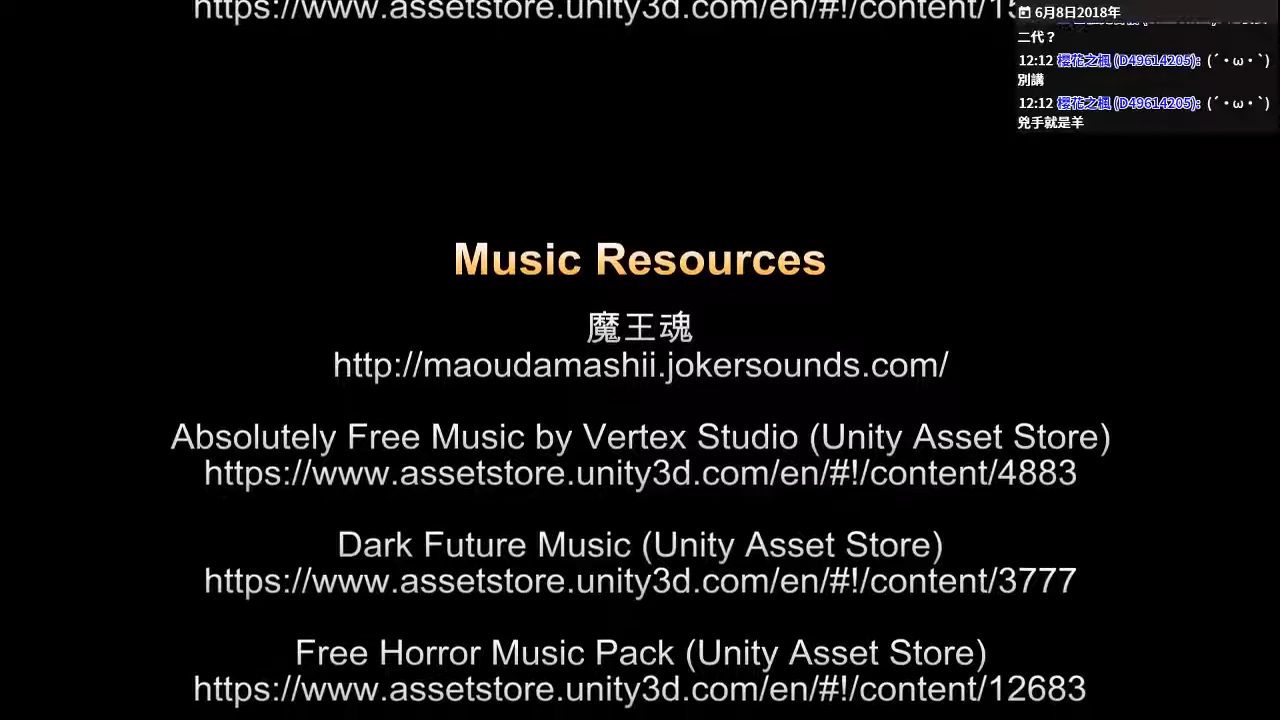 https://www.assetstore.unity3d.com/en/#!/content/15
6月8日2018年
二代？
12:12 櫻花之楓 (D49614205): (´・ω・`)
別講
12:12 櫻花之楓 (D49614205): (´・ω・`)
兇手就是羊
Music Resources
魔王魂
http://maoudamashii.jokersounds.com/
Absolutely Free Music by Vertex Studio (Unity Asset Store)
https://www.assetstore.unity3d.com/en/#!/content/4883
Dark Future Music (Unity Asset Store)
https://www.assetstore.unity3d.com/en/#!/content/3777
Free Horror Music Pack (Unity Asset Store)
https://www.assetstore.unity3d.com/en/#!/content/12683